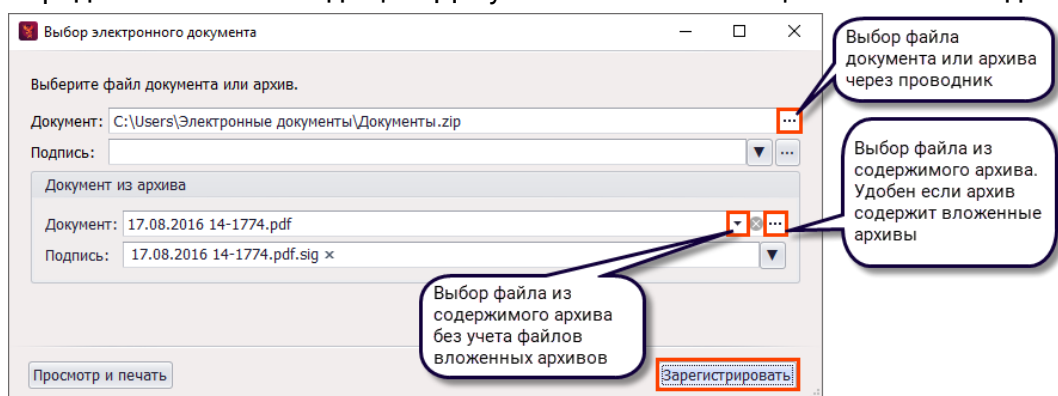 Выбор электронного документа
Выбор файла
документа или архива
через проводник
Выберите файл документа или архив.
Документ: C:\Users\Электронные документы\Документы.zip ...
Подпись: ...
Выбор файла из
содержимого архива.
Удобен если архив
содержит вложенные
архивы
Документ из архива
Документ: 17.08.2016 14-1774.pdf ...
Подпись: 17.08.2016 14-1774.pdf.sig ×
Выбор файла из
содержимого архива
без учета файлов
вложенных архивов
Просмотр и печать
Зарегистрировать